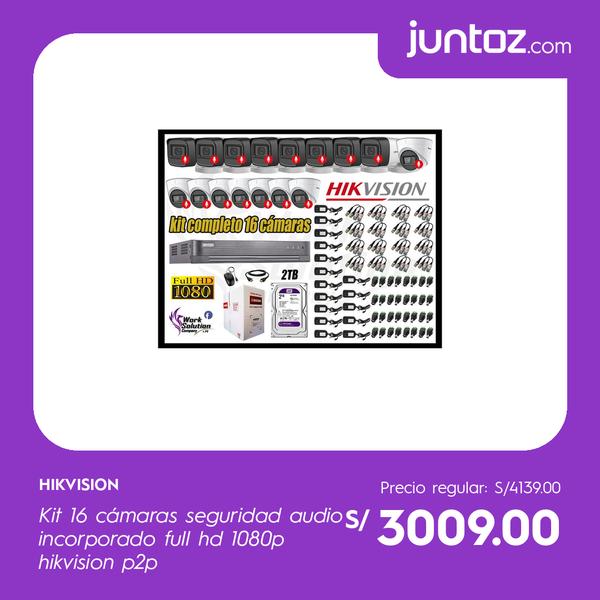 juntoz.com
HIKVISION
kit completo 16 cámaras
2TB
Full HD
1080
Work
Solution
Company
HIKVISION
Precio regular: S/4139.00
Kit 16 cámaras seguridad audio
incorporado full hd 1080p
hikvision p2p
S/ 3009.00